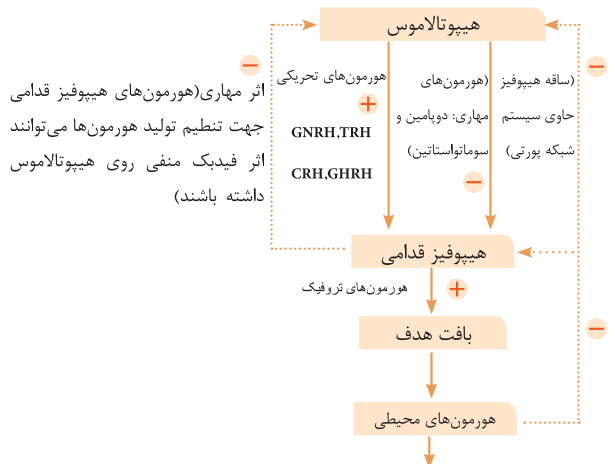 هیپوتالاموس
(ساقه هیپوفیز
حاوی سیستم
شبکه پورتی)
(هورمون‌های
مهاری: دوپامین و
سوماتواستاتین)
هورمون‌های تحریکی
GNRH,TRH
CRH,GHRH
اثر مهاری(هورمون‌های هیپوفیز قدامی
جهت تنطیم تولید هورمون‌ها می‌توانند
اثر فیدبک منفی روی هیپوتالاموس
داشته باشند)
هیپوفیز قدامی
هورمون‌های تروفیک
بافت هدف
هورمون‌های محیطی